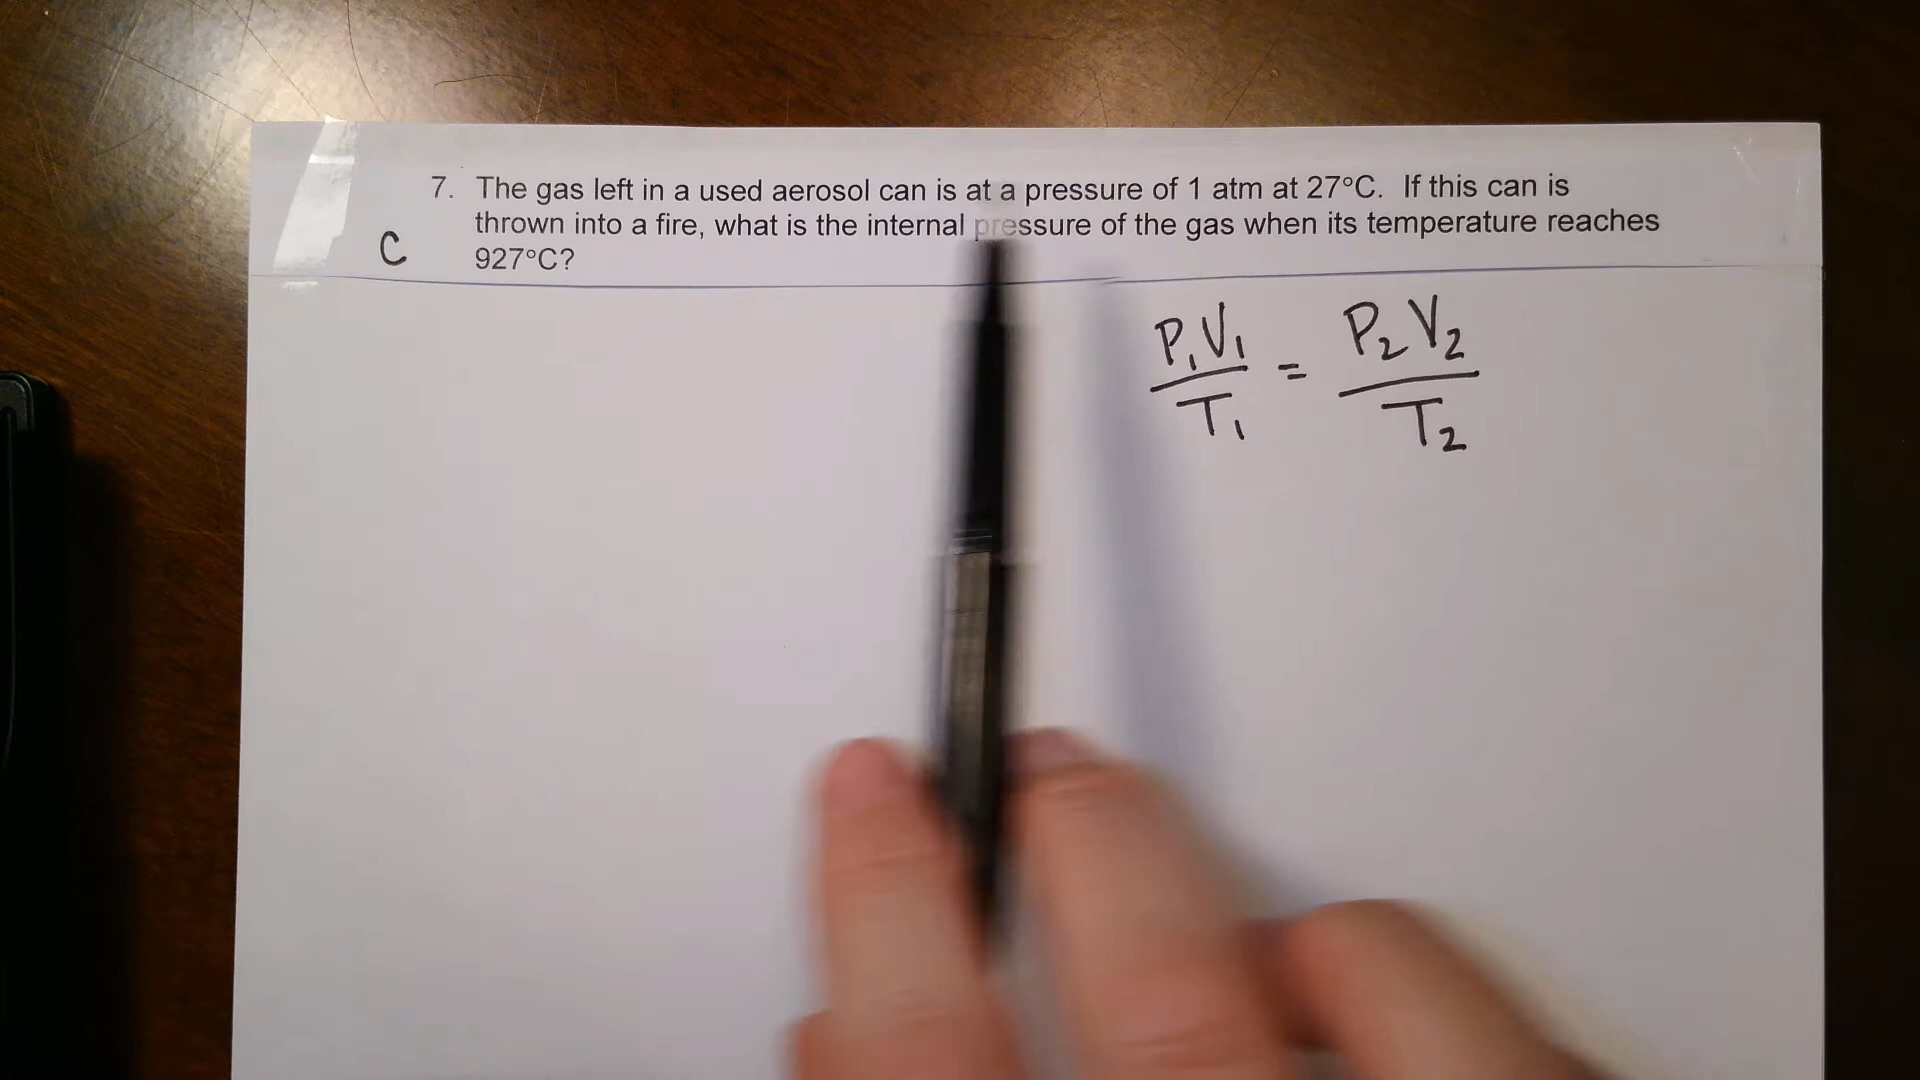 7. The gas left in a used aerosol can is at a pressure of 1 atm at 27°C. If this can is
thrown into a fire, what is the internal pressure of the gas when its temperature reaches
C 927°C?
P₁V₁ = P₂V₂
T₁ T₂